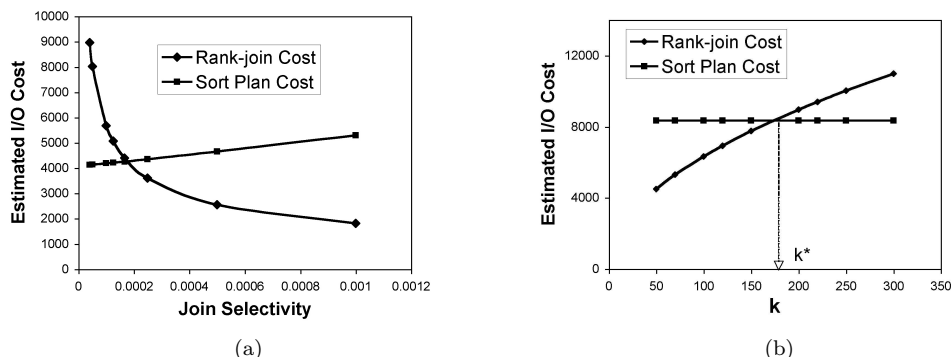 10000
9000
8000
7000
6000
5000
4000
3000
2000
1000
0
Estimated I/O Cost
Rank-join Cost
Sort Plan Cost
0 0.0002 0.0004 0.0006 0.0008 0.001 0.0012
Join Selectivity
(a)
12000
8000
4000
0
Estimated I/O Cost
Rank-join Cost
Sort Plan Cost
k*
0 50 100 150 200 250 300 350
k
(b)